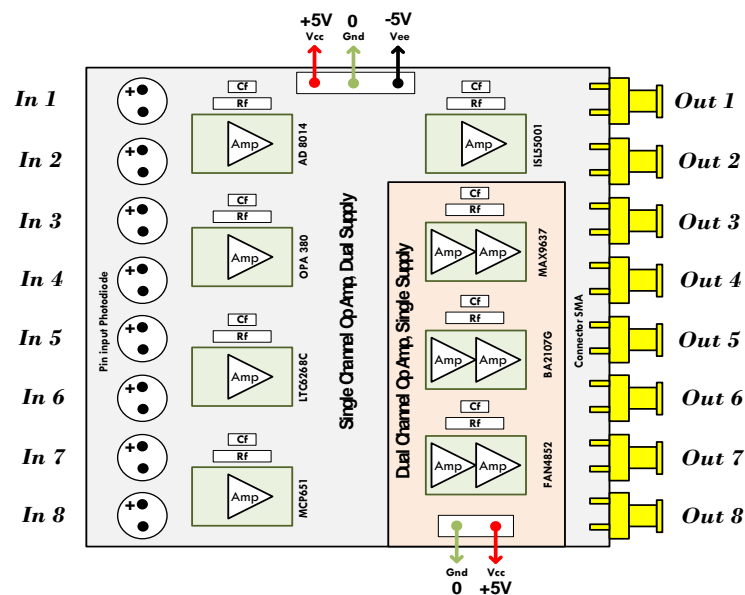 +5V 0 -5V
Vcc Gnd Vee
In 1
In 2
In 3
In 4
In 5
In 6
In 7
In 8
Pin input Photodiode
+
+
+
+
+
+
+
+
Cf
Rf
Amp
AD 8014
Cf
Rf
Amp
OPA 380
Cf
Rf
Amp
LTC6268C
Cf
Rf
Amp
MCP651
Single Channel Op Amp, Dual Supply
Cf
Rf
Amp
ISL55001
Dual Channel Op Amp, Single Supply
Cf
Rf
Amp Amp
MAX9637
Cf
Rf
Amp Amp
BA2107G
Cf
Rf
Amp Amp
FAN4852
Connector SMA
Out 1
Out 2
Out 3
Out 4
Out 5
Out 6
Out 7
Out 8
Gnd Vcc
0 +5V